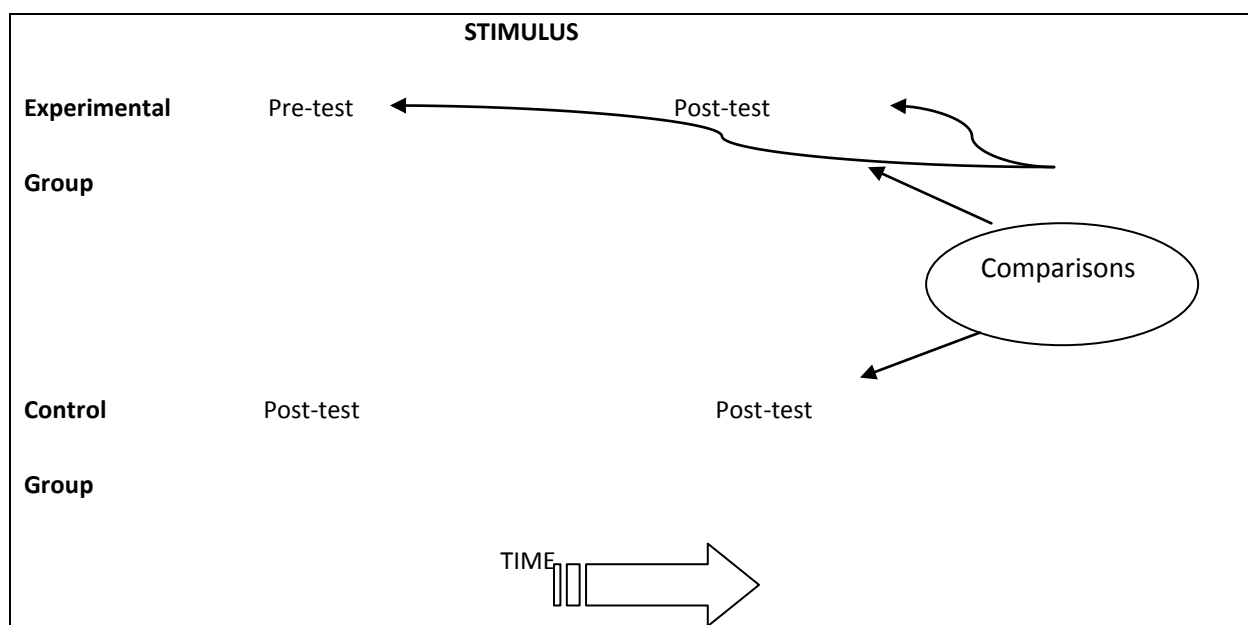 STIMULUS
Experimental Pre-test Post-test
Group
Comparisons
Control Post-test Post-test
Group
TIME